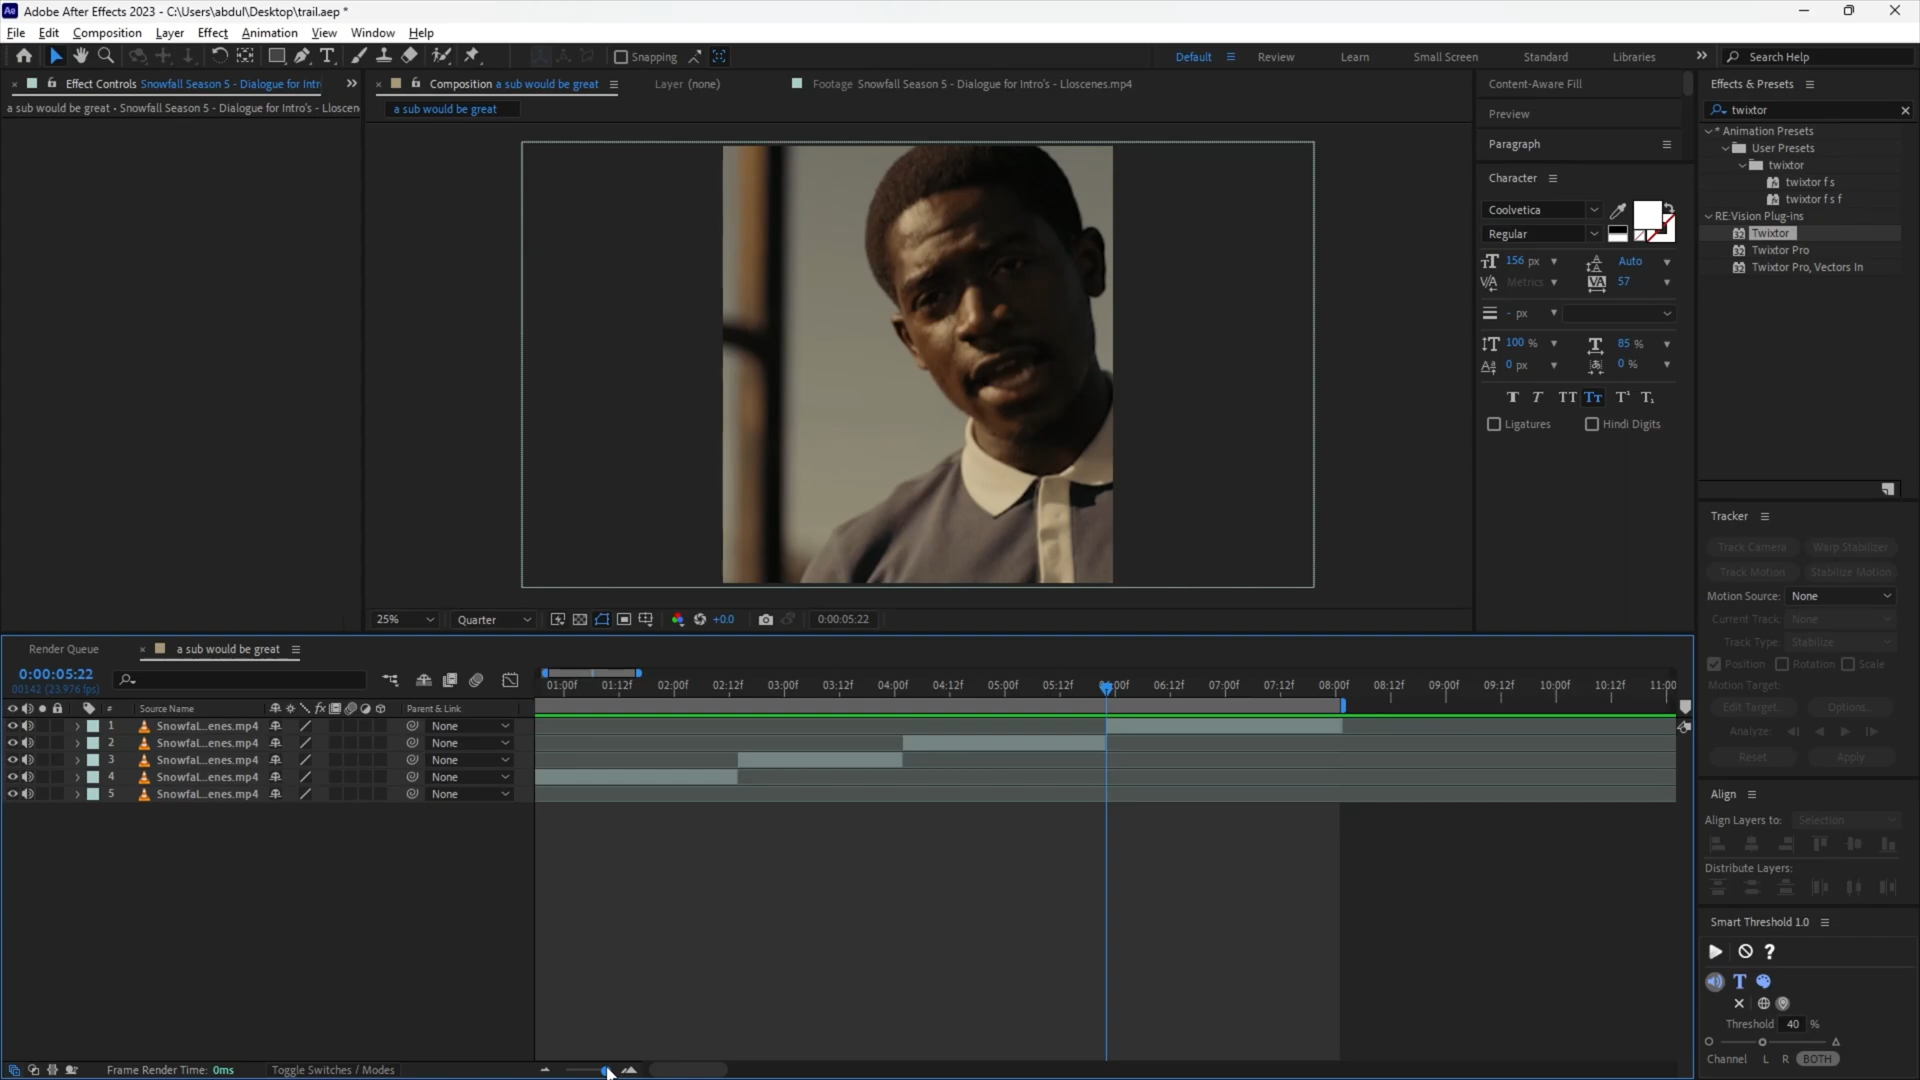 Ae Adobe After Effects 2023 - C:\Users\abdul\Desktop\trail.aep *
File Edit Composition Layer Effect Animation View Window Help
Snapping
Default Review Learn Small Screen Standard Libraries Search Help
Effect Controls Snowfall Season 5 - Dialogue for Intr
Composition a sub would be great
Layer (none)
Footage Snowfall Season 5 - Dialogue for Intro's - Lloscenes.mp4
a sub would be great • Snowfall Season 5 - Dialogue for Intro's - Lloscen
a sub would be great
Content-Aware Fill
Preview
Paragraph
Character
Coolvetica
Regular
156 px
Auto
Metrics
57
- px
100 %
85 %
0 px
0 %
Ligatures
Hindi Digits
Effects & Presets
twixtor
* Animation Presets
User Presets
twixtor
twixtor f s
twixtor f s f
RE:Vision Plug-ins
Twixtor
Twixtor Pro
Twixtor Pro, Vectors In
Tracker
Track Camera Warp Stabilizer
Track Motion Stabilize Motion
Motion Source: None
Current Track: None
Track Type: Stabilize
Position Rotation Scale
Motion Target:
Edit Target... Options...
Analyze:
Reset Apply
Align
Align Layers to: Selection
Distribute Layers:
Smart Threshold 1.0
Threshold 40 %
Channel L R BOTH
25% Quarter +0.0 0:00:05:22
Render Queue
a sub would be great
0:00:05:22
00142 (23.976 fps)
01:00f 01:12f 02:00f 02:12f 03:00f 03:12f 04:00f 04:12f 05:00f 05:12f 06:12f 07:00f 07:12f 08:00f 08:12f 09:00f 09:12f 10:00f 10:12f 11:00
# Source Name fx Parent & Link
1 Snowfal...enes.mp4 None
2 Snowfal...enes.mp4 None
3 Snowfal...enes.mp4 None
4 Snowfal...enes.mp4 None
5 Snowfal...enes.mp4 None
Frame Render Time: 0ms Toggle Switches / Modes